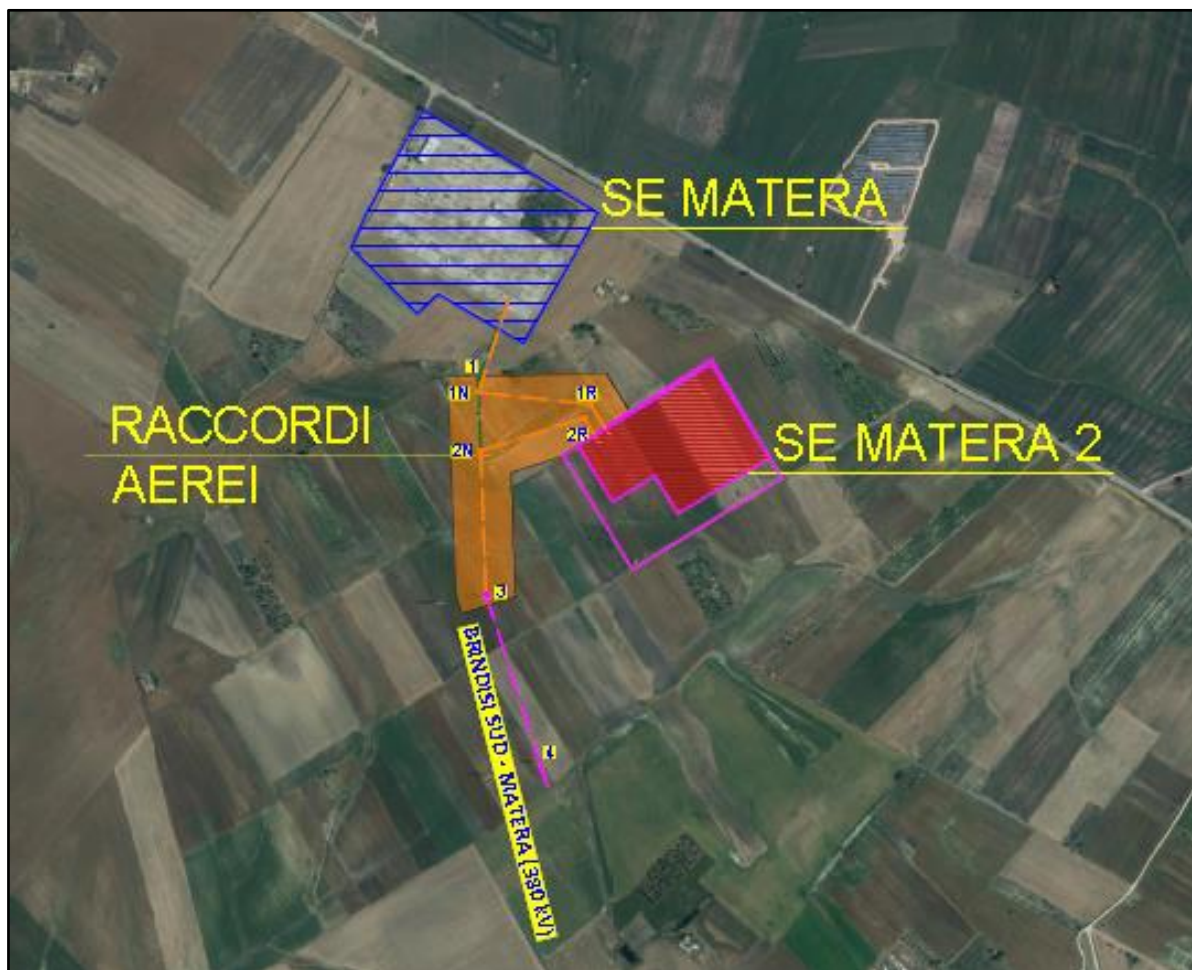 SE MATERA
1
1N
1R
RACCORDI
AEREI
2N
2R
SE MATERA 2
3
BRINDISI SUD - MATERA (380 kV)
4